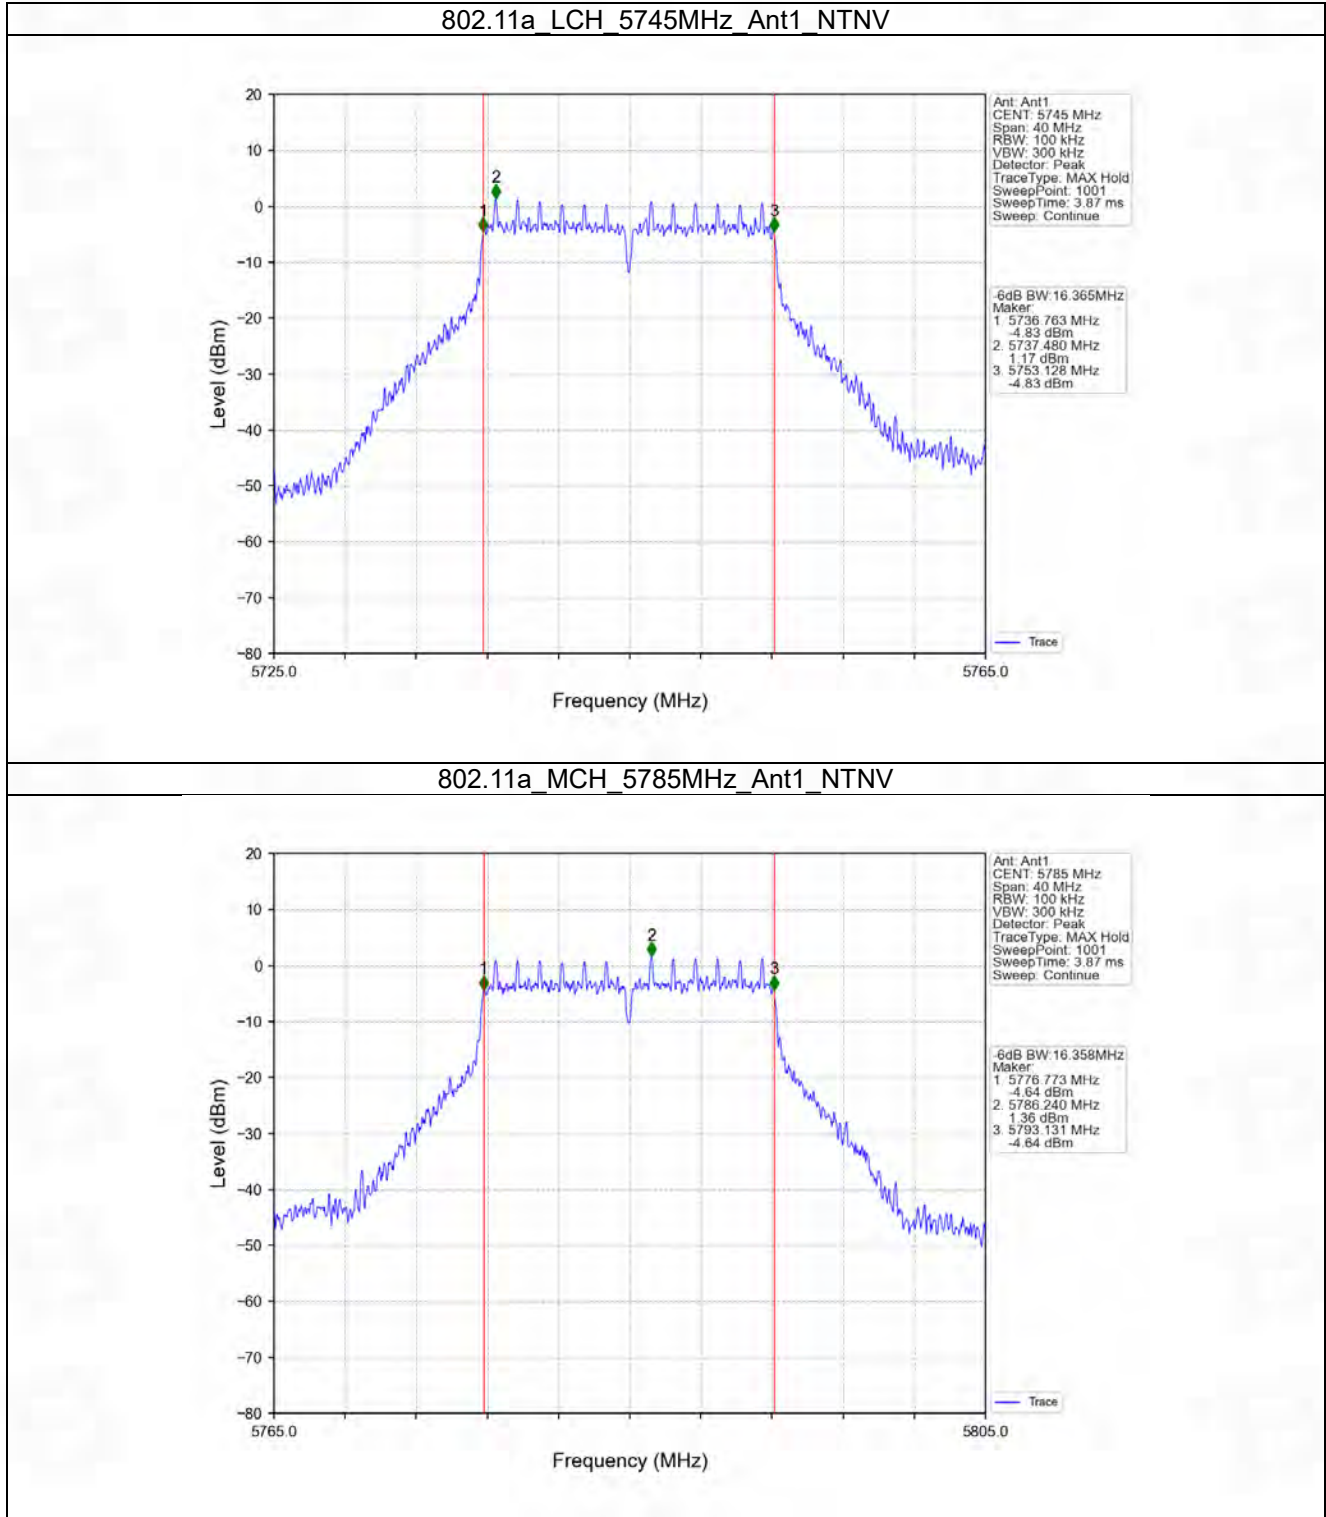 802.11a_LCH_5745MHz_Ant1_NTNV
20
10
0
−10
−20
−30
−40
−50
−60
−70
−80
Level (dBm)
1
2
3
5725.0
5765.0
Frequency (MHz)
Ant: Ant1
CENT: 5745 MHz
Span: 40 MHz
RBW: 100 kHz
VBW: 300 kHz
Detector: Peak
TraceType: MAX Hold
SweepPoint: 1001
SweepTime: 3.87 ms
Sweep: Continue
-6dB BW:16.365MHz
Maker:
1. 5736.763 MHz
-4.83 dBm
2. 5737.480 MHz
1.17 dBm
3. 5753.128 MHz
-4.83 dBm
Trace
802.11a_MCH_5785MHz_Ant1_NTNV
20
10
0
−10
−20
−30
−40
−50
−60
−70
−80
Level (dBm)
1
2
3
5765.0
5805.0
Frequency (MHz)
Ant: Ant1
CENT: 5785 MHz
Span: 40 MHz
RBW: 100 kHz
VBW: 300 kHz
Detector: Peak
TraceType: MAX Hold
SweepPoint: 1001
SweepTime: 3.87 ms
Sweep: Continue
-6dB BW:16.358MHz
Maker:
1. 5776.773 MHz
-4.64 dBm
2. 5786.240 MHz
1.36 dBm
3. 5793.131 MHz
-4.64 dBm
Trace